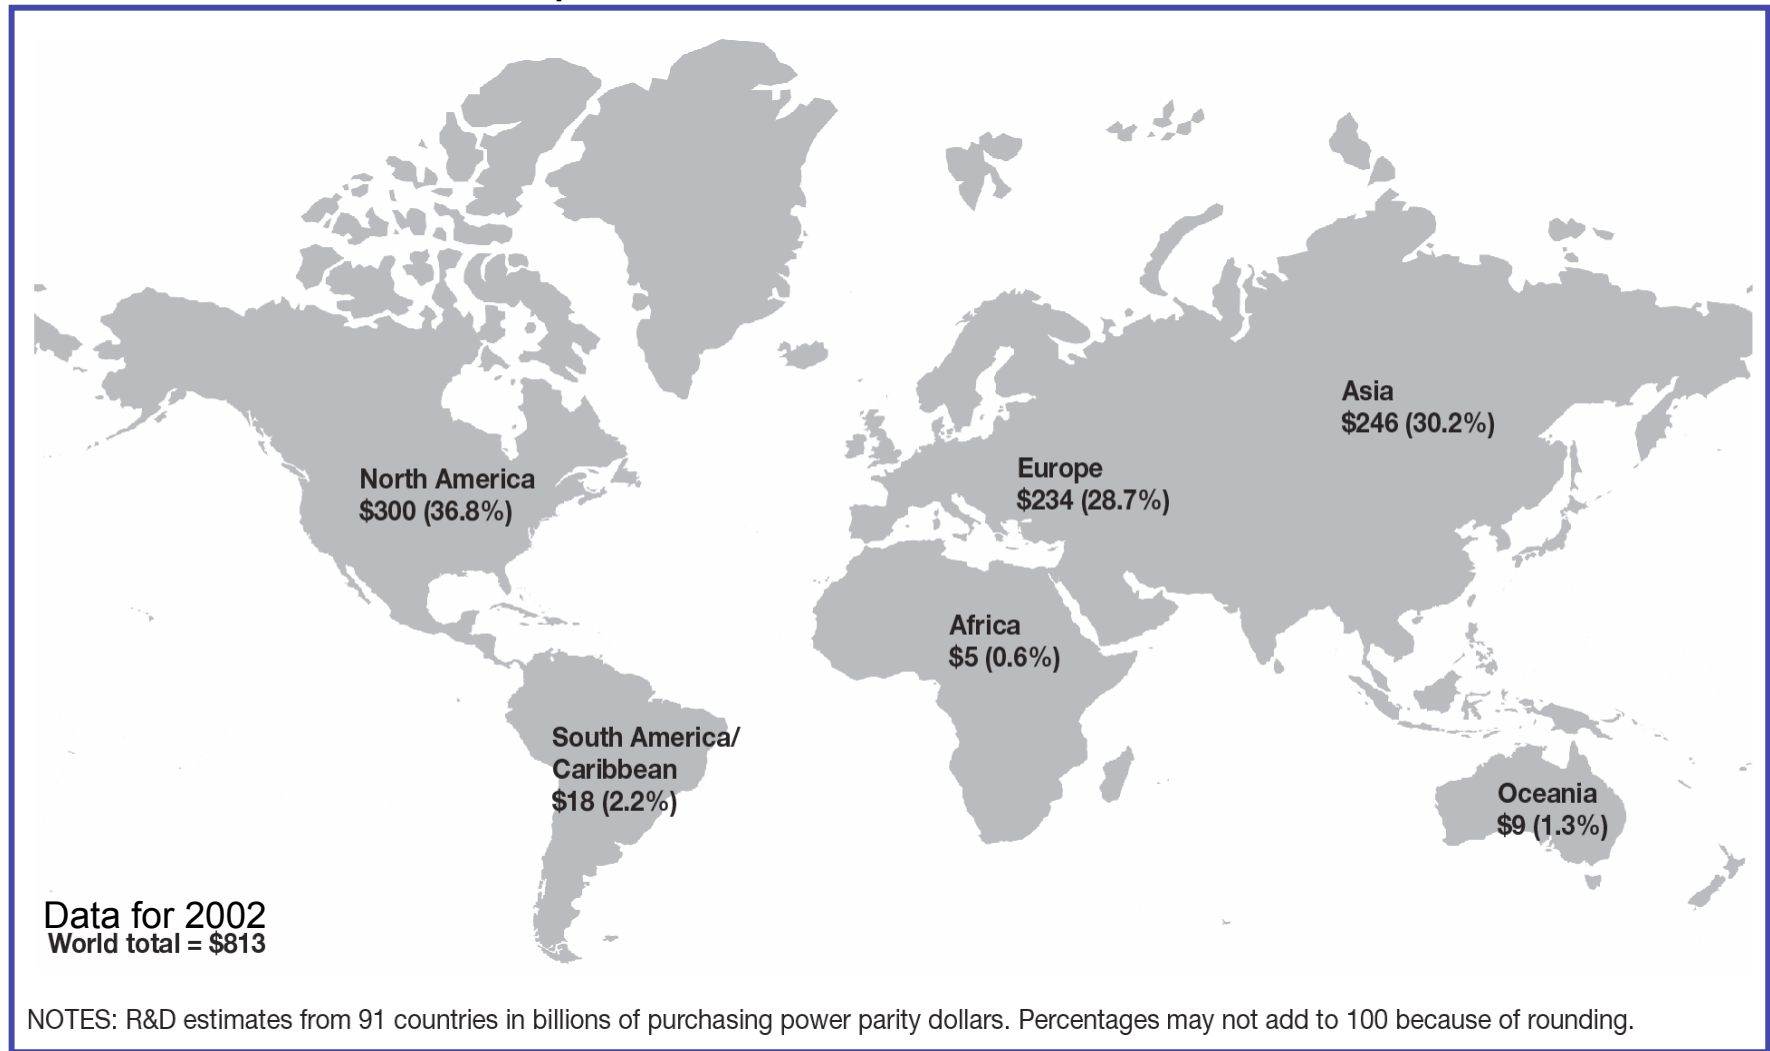 North America
$300 (36.8%)
Europe
$234 (28.7%)
Asia
$246 (30.2%)
Africa
$5 (0.6%)
South America/
Caribbean
$18 (2.2%)
Oceania
$9 (1.3%)
Data for 2002
World total = $813
NOTES: R&D estimates from 91 countries in billions of purchasing power parity dollars. Percentages may not add to 100 because of rounding.